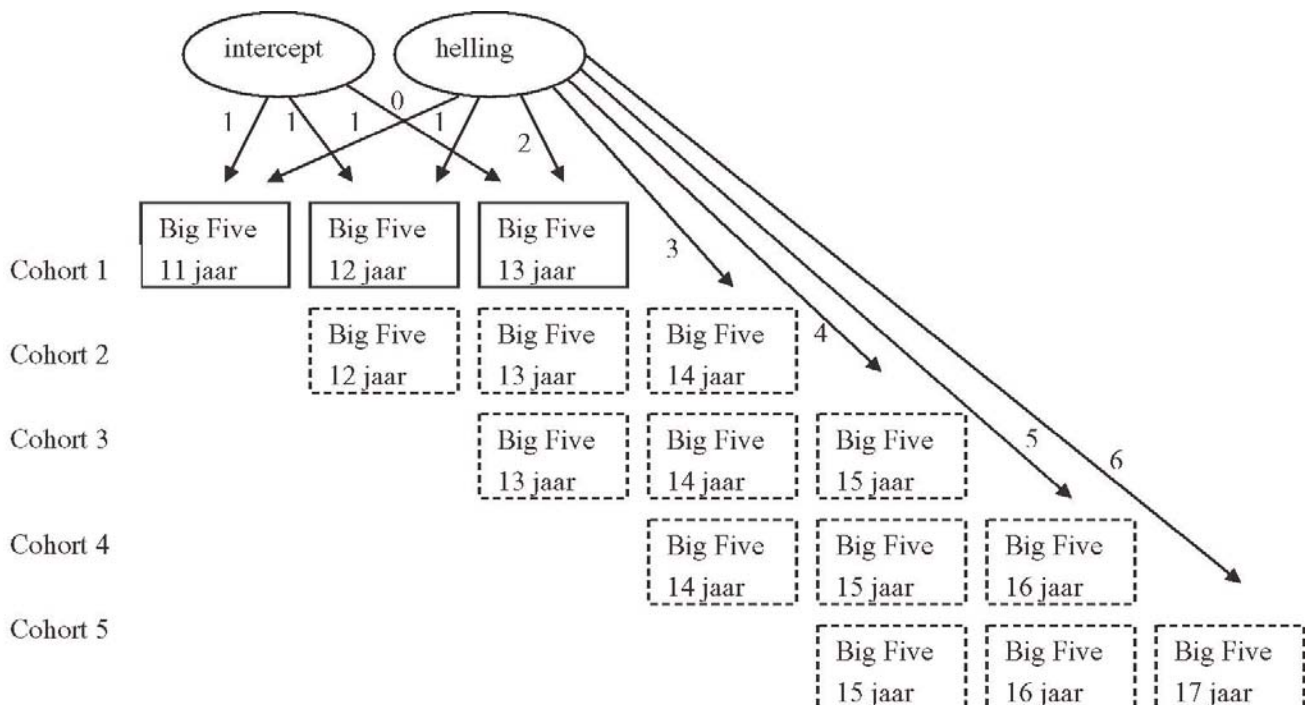 intercept
helling
0
1
1
1
1
2
Big Five
11 jaar
Big Five
12 jaar
Big Five
13 jaar
3
Cohort 1
Big Five
12 jaar
Big Five
13 jaar
Big Five
14 jaar
4
Cohort 2
Cohort 3
Big Five
13 jaar
Big Five
14 jaar
Big Five
15 jaar
5
6
Cohort 4
Big Five
14 jaar
Big Five
15 jaar
Big Five
16 jaar
Cohort 5
Big Five
15 jaar
Big Five
16 jaar
Big Five
17 jaar